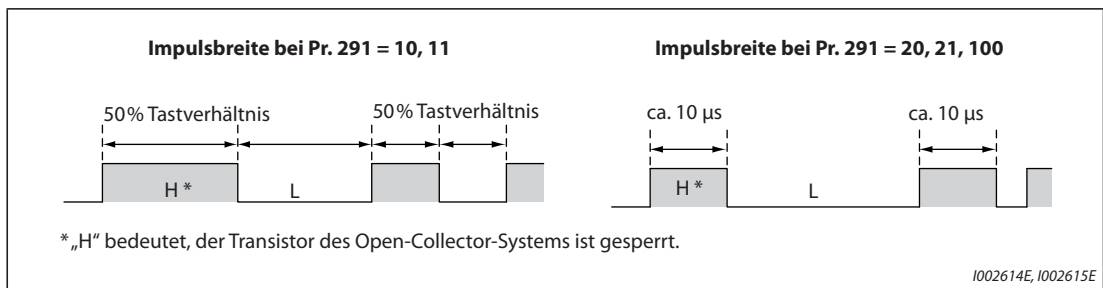 Impulsbreite bei Pr. 291 = 10, 11
50% Tastverhältnis
50% Tastverhältnis
H *
L
Impulsbreite bei Pr. 291 = 20, 21, 100
ca. 10 µs
ca. 10 µs
H *
L
* „H“ bedeutet, der Transistor des Open-Collector-Systems ist gesperrt.
I002614E, I002615E